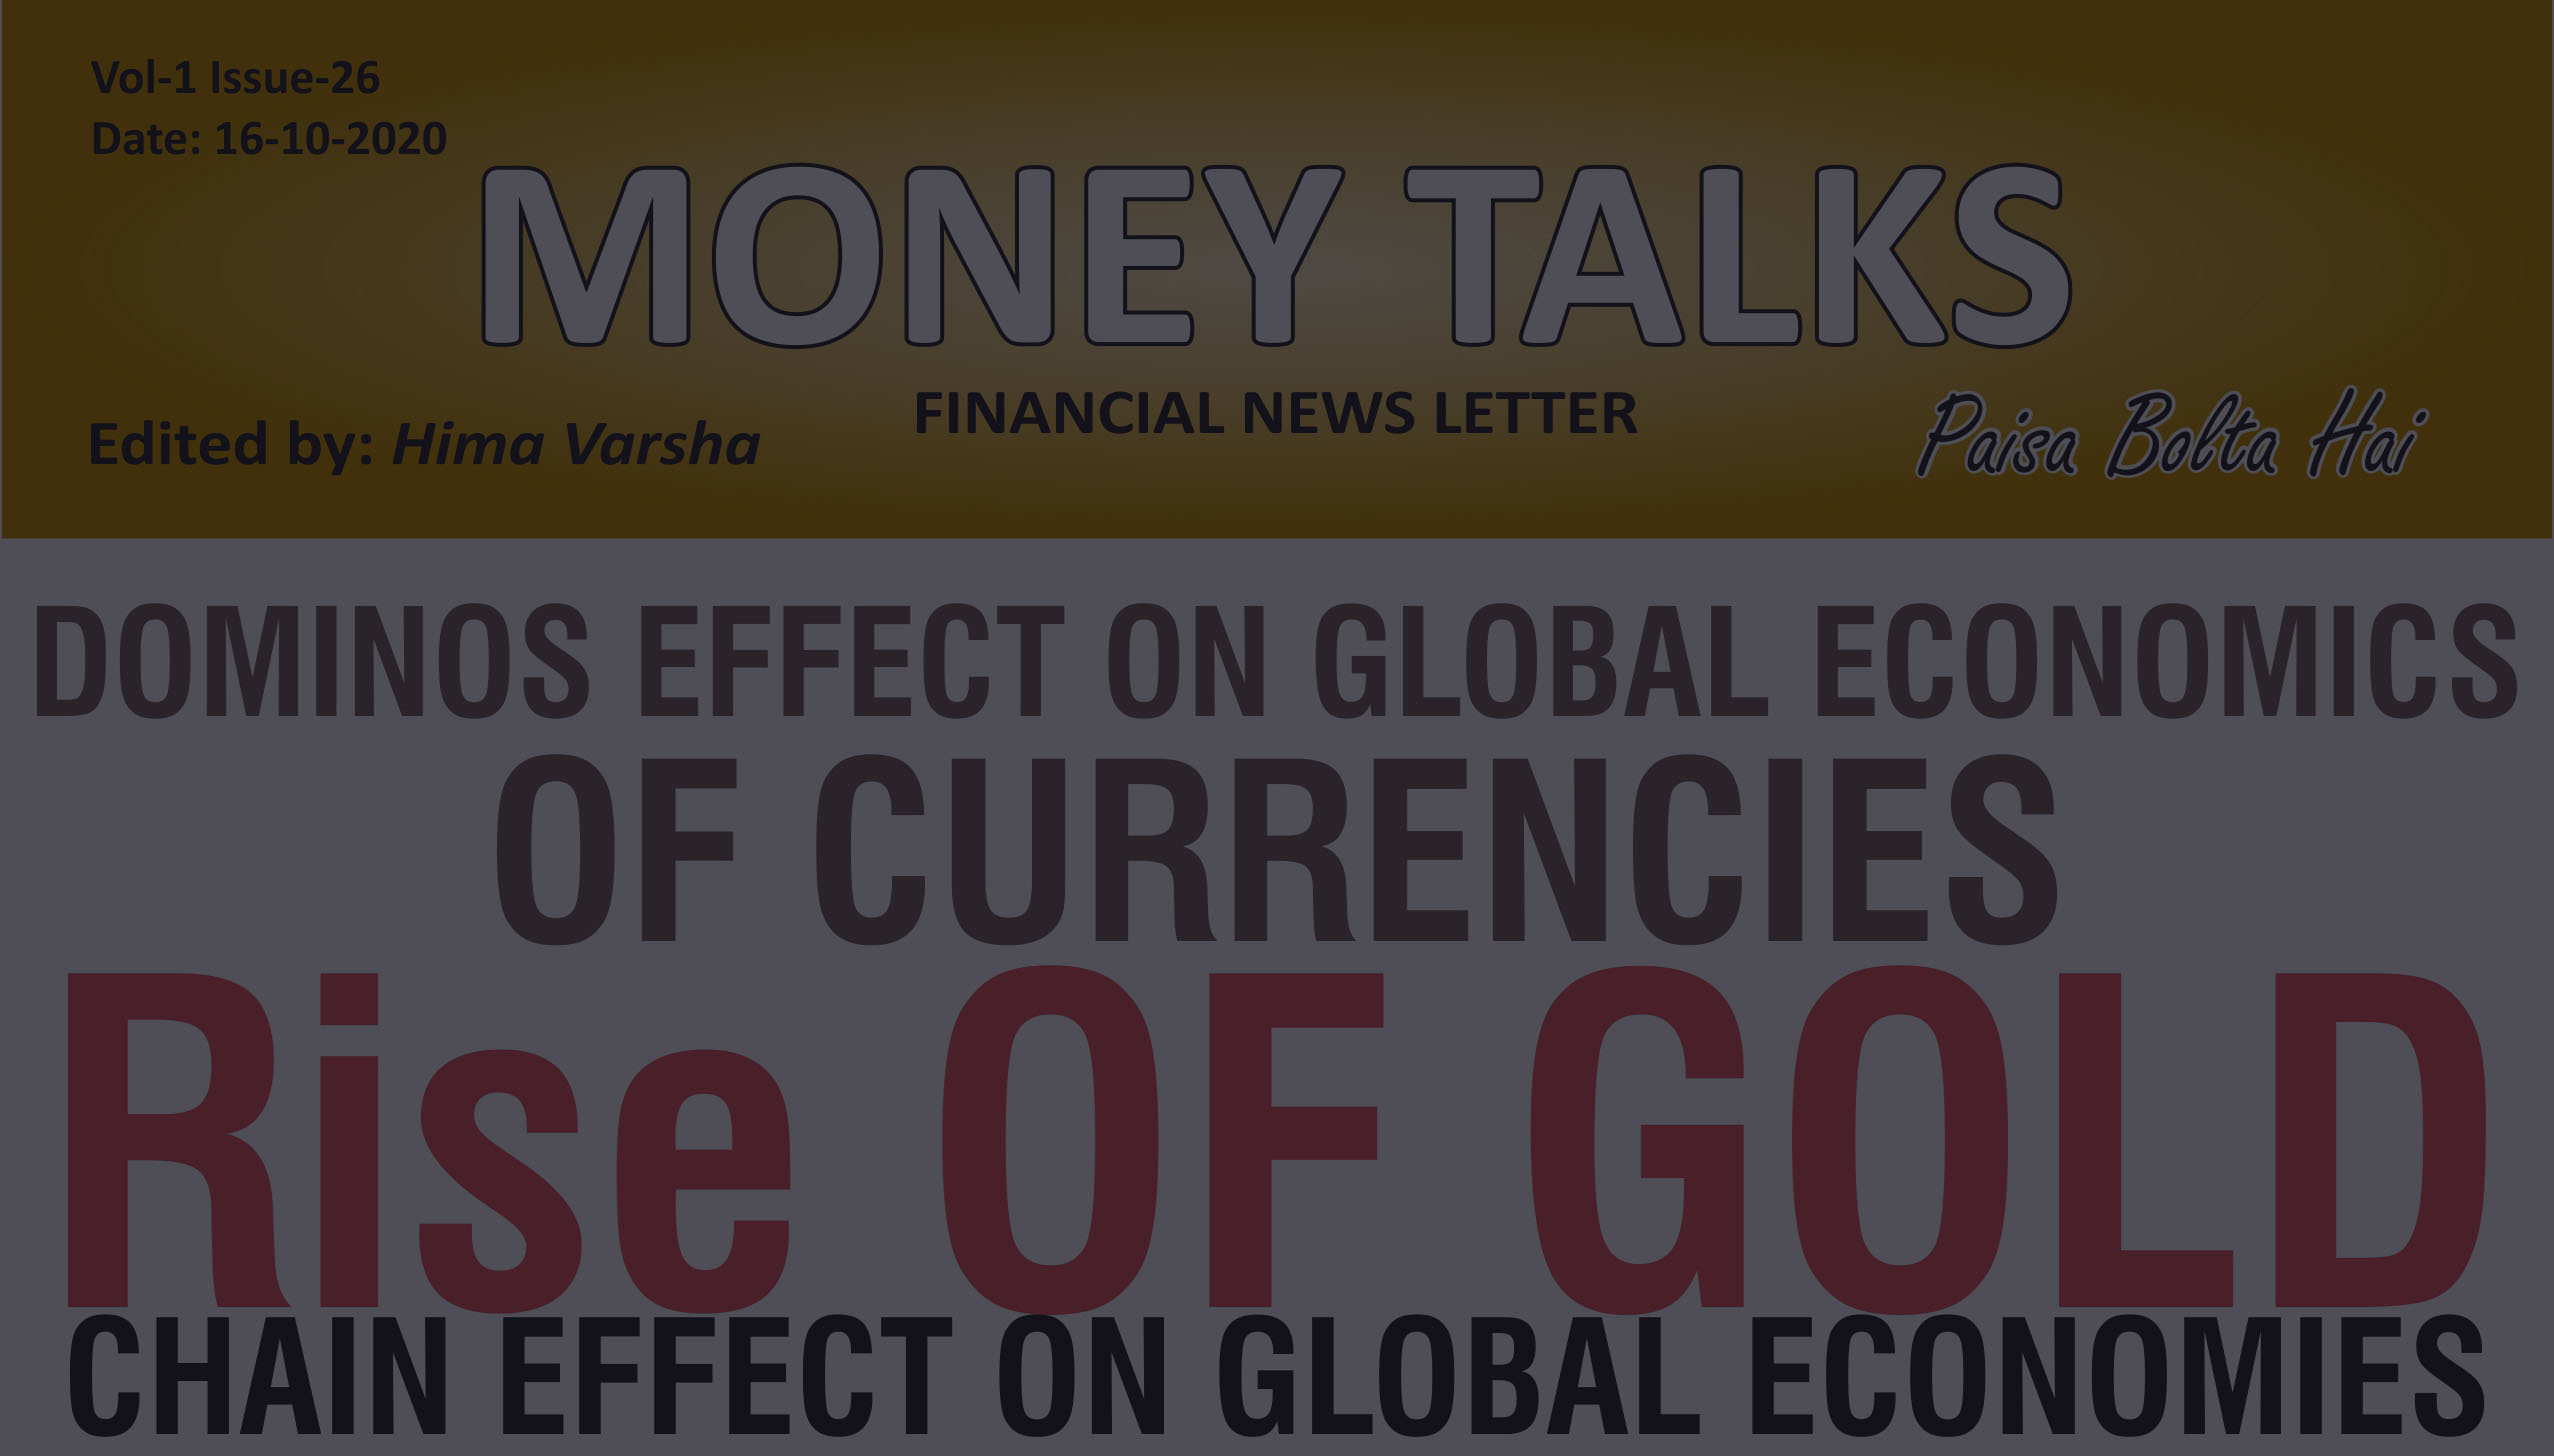 Vol-1 Issue-26
Date: 16-10-2020
MONEY TALKS
FINANCIAL NEWS LETTER
Edited by: Hima Varsha
Paisa Bolta Hai
DOMINOS EFFECT ON GLOBAL ECONOMICS
OF CURRENCIES
Rise OF GOLD
CHAIN EFFECT ON GLOBAL ECONOMIES